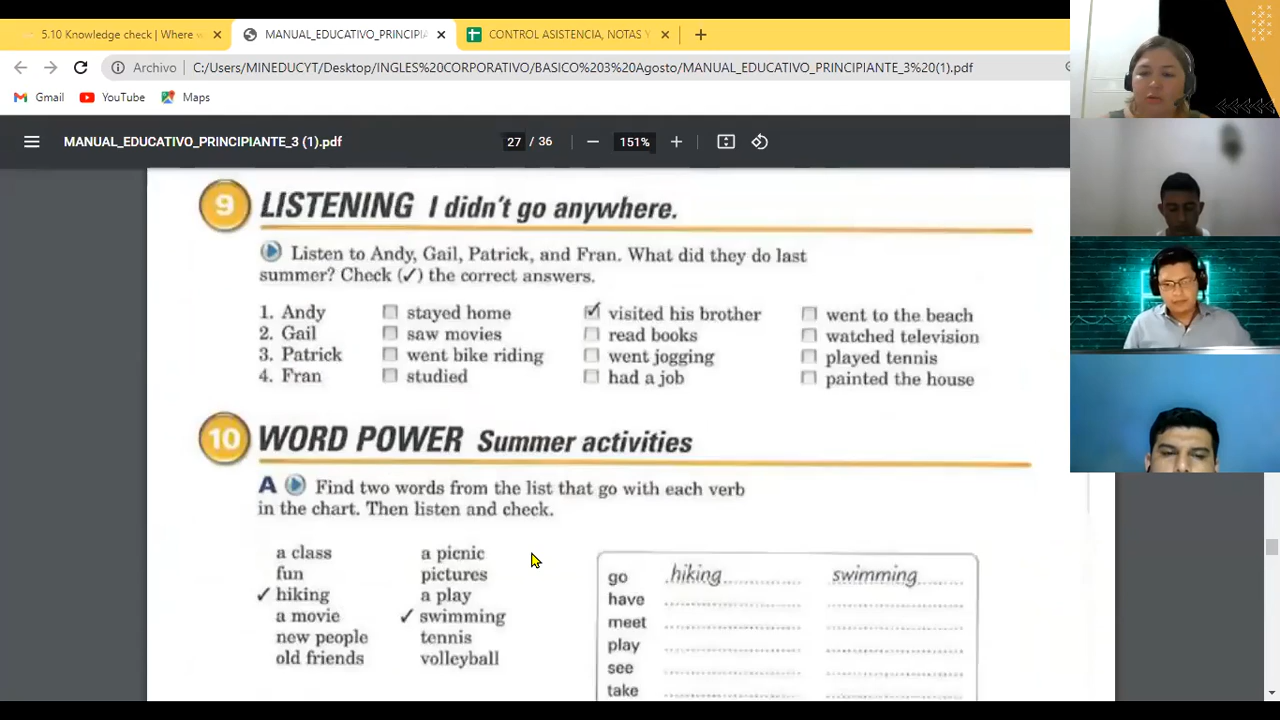 5.10 Knowledge check | Where w
MANUAL_EDUCATIVO_PRINCIPIA
CONTROL ASISTENCIA, NOTAS Y
Archivo
C:/Users/MINEDUCYT/Desktop/INGLES%20CORPORATIVO/BASICO%203%20Agosto/MANUAL_EDUCATIVO_PRINCIPIANTE_3%20(1).pdf
Gmail
YouTube
Maps
MANUAL_EDUCATIVO_PRINCIPIANTE_3 (1).pdf
27 / 36
151%
9 LISTENING I didn't go anywhere.
Listen to Andy, Gail, Patrick, and Fran. What did they do last
summer? Check (✓) the correct answers.
1. Andy stayed home ✓ visited his brother went to the beach
2. Gail saw movies read books watched television
3. Patrick went bike riding went jogging played tennis
4. Fran studied had a job painted the house
10 WORD POWER Summer activities
A Find two words from the list that go with each verb
in the chart. Then listen and check.
a class a picnic
fun pictures
✓ hiking a play
a movie ✓ swimming
new people tennis
old friends volleyball
go hiking swimming
have
meet
play
see
take